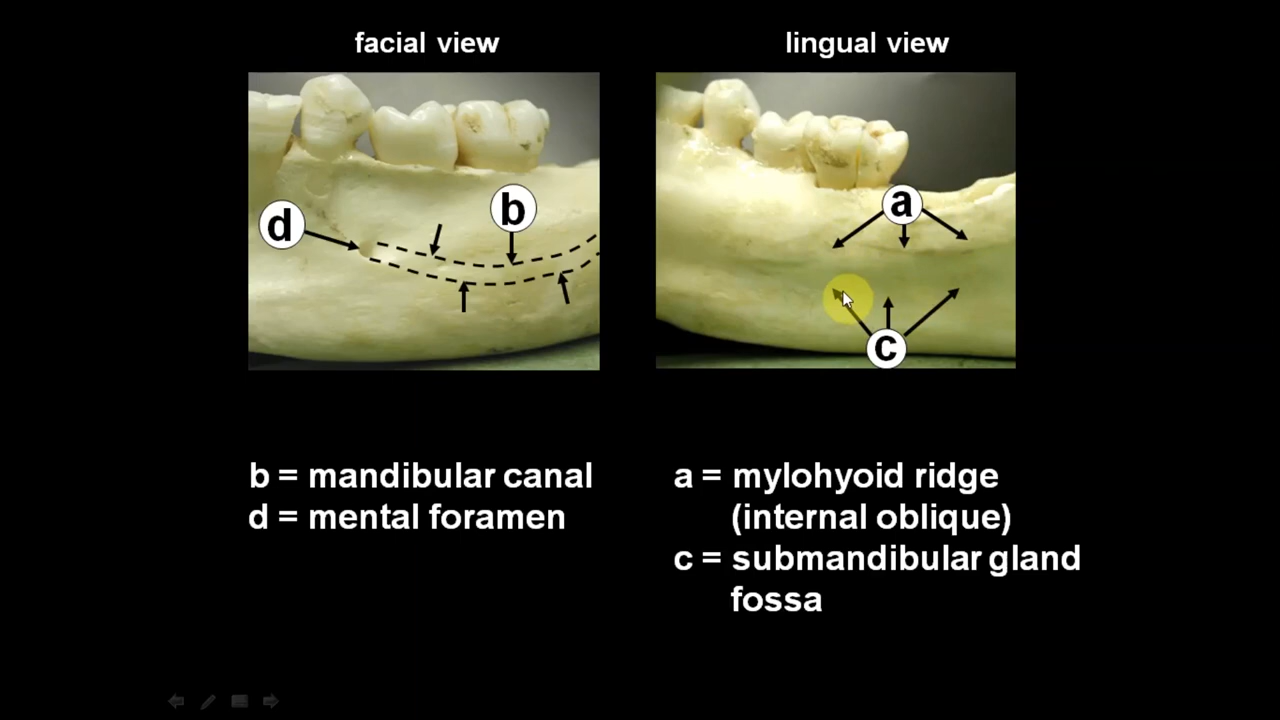 facial view
lingual view
d
b
a
c
b = mandibular canal
d = mental foramen
a = mylohyoid ridge
(internal oblique)
c = submandibular gland
fossa